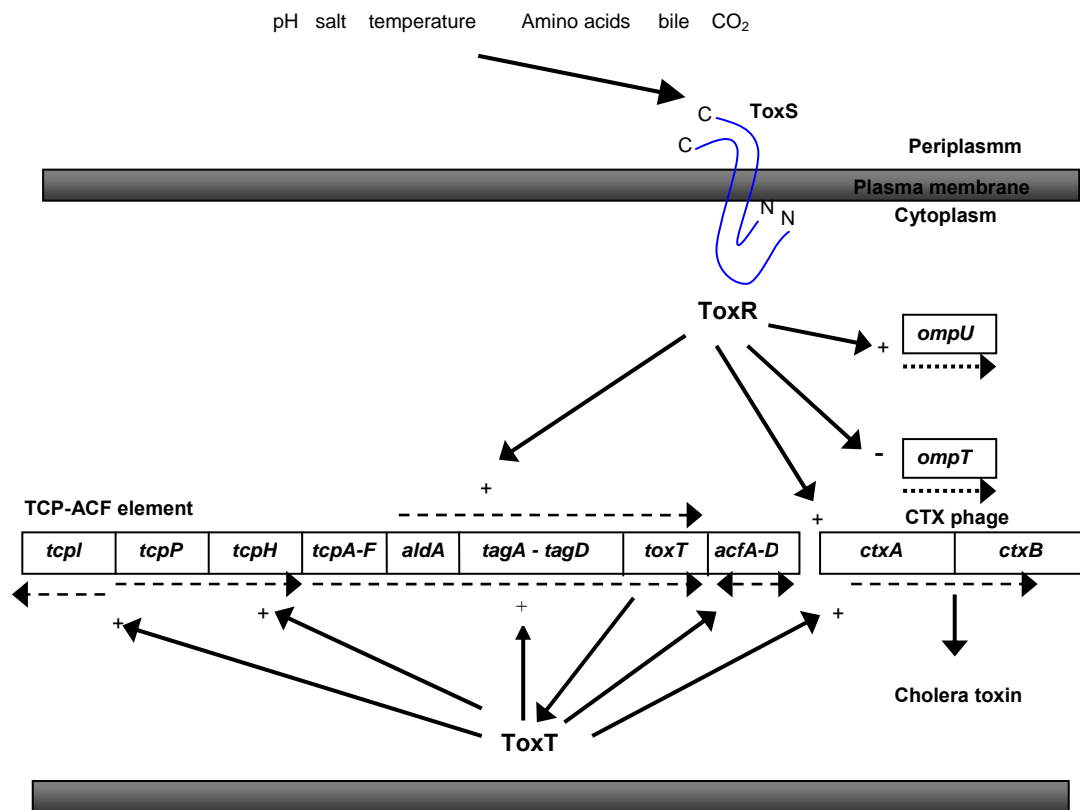 pH salt temperature Amino acids bile CO₂
C ToxS
C
Periplasmm
Plasma membrane
N N
Cytoplasm
ToxR
+ ompU
- ompT
+
TCP-ACF element
+ CTX phage
tcpI tcpP tcpH tcpA-F aldA tagA - tagD toxT acfA-D ctxA ctxB
+ + + +
Cholera toxin
ToxT